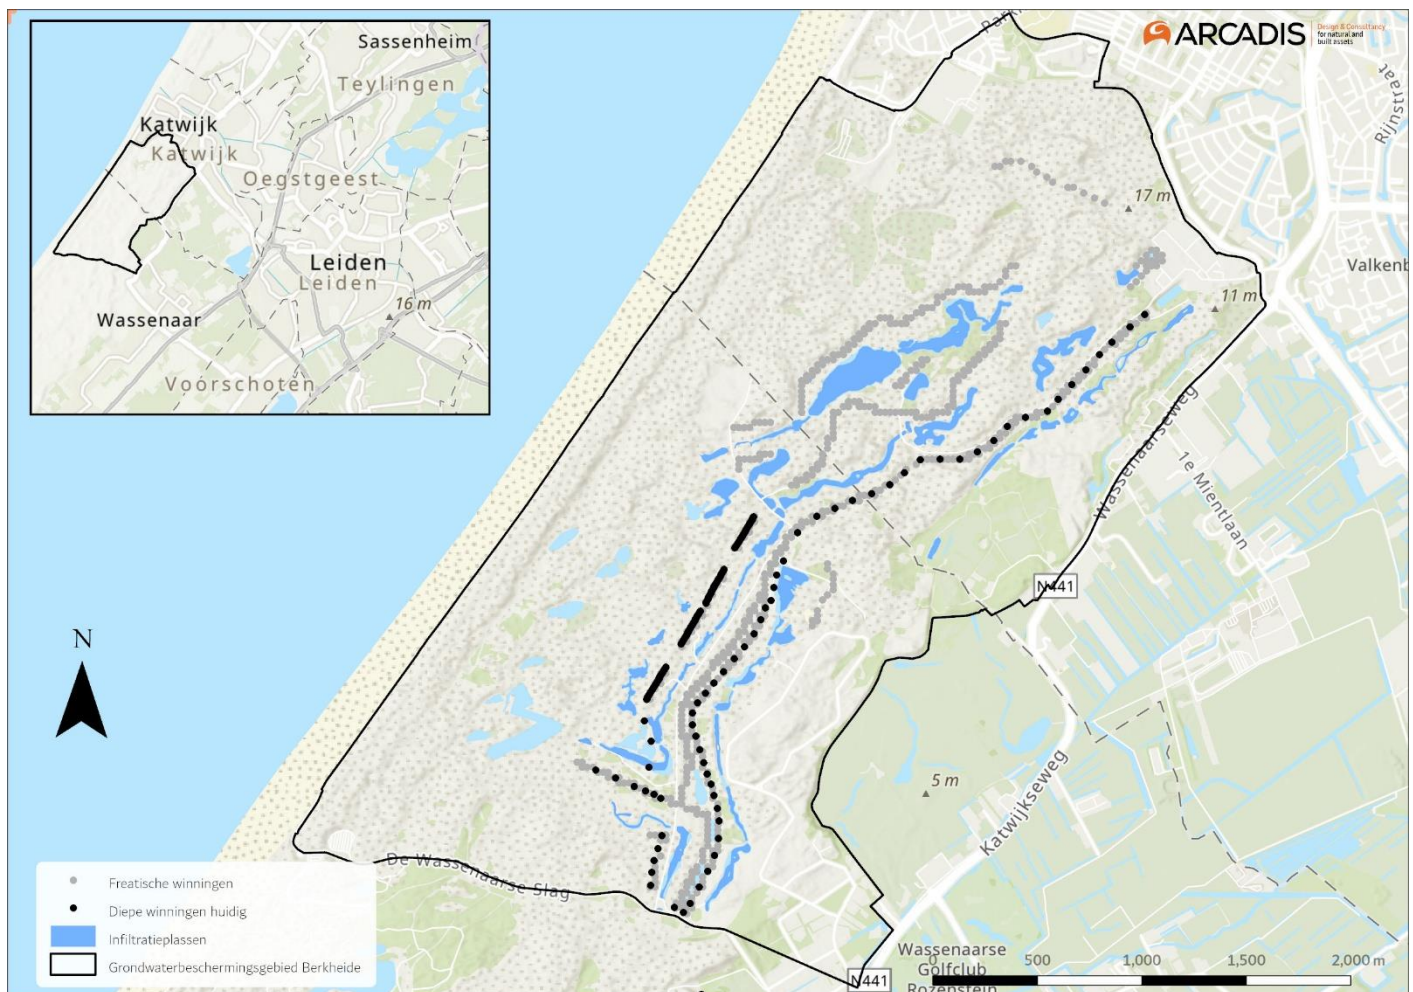 Sassenheim
Teylingen
Katwijk
Katwijk
Oegstgeest
Leiden
Leiden
16 m
Wassenaar
Voorschoten
ARCADIS
Design & Consultancy
for natural and
built assets
Rijnstraat
17 m
Valkenb
11 m
Wassenaarseweg
1e Mientlaan
N441
N
5 m
Katwijkseweg
De Wassenaarse Slag
Freatische winningen
Diepe winningen huidig
Infiltratieplassen
Grondwaterbeschermingsgebied Berkheide
Wassenaarse
Golfclub
Rozenstein
N441
0 500 1,000 1,500 2,000 m